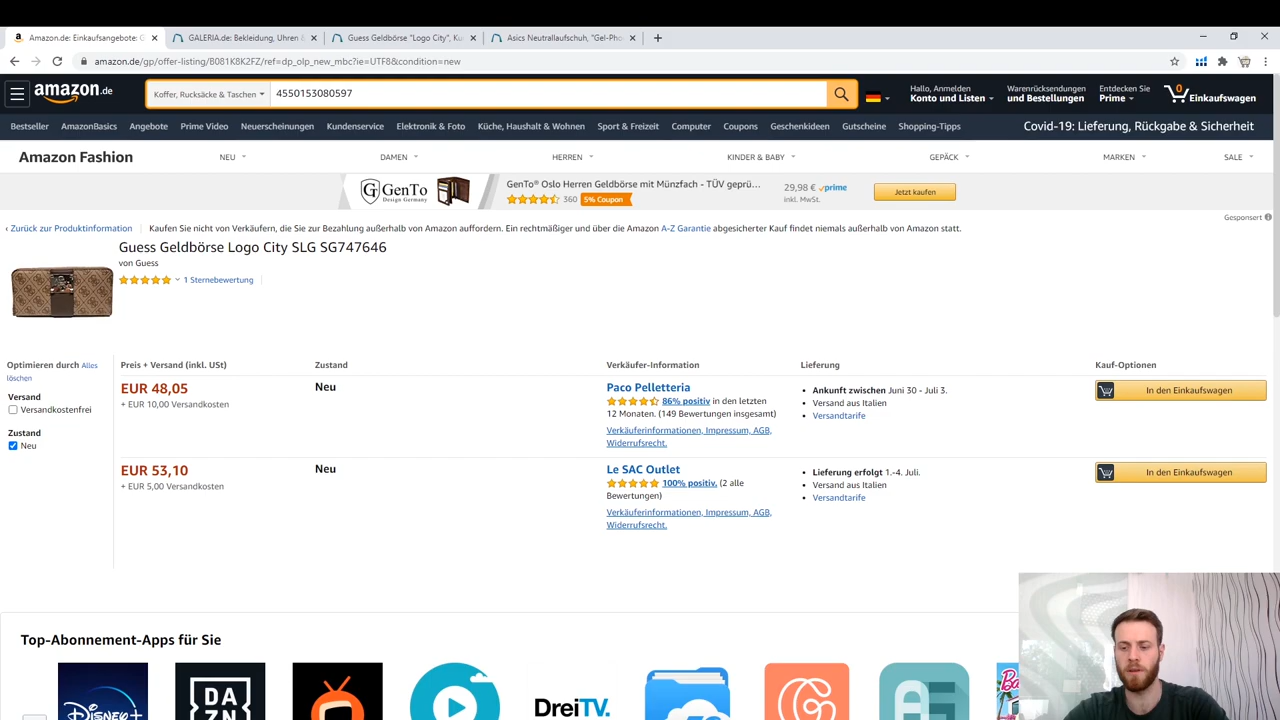 Amazon.de: Einkaufsangebote: G
GALERIA.de: Bekleidung, Uhren &
Guess Geldbörse "Logo City", Ku
Asics Neutrallaufschuh, "Gel-Pho
amazon.de/gp/offer-listing/B081K8K2FZ/ref=dp_olp_new_mbc?ie=UTF8&condition=new
amazon.de
Koffer, Rucksäcke & Taschen
4550153080597
Hallo, Anmelden
Konto und Listen
Warenrücksendungen
und Bestellungen
Entdecken Sie
Prime
0
Einkaufswagen
Bestseller AmazonBasics Angebote Prime Video Neuerscheinungen Kundenservice Elektronik & Foto Küche, Haushalt & Wohnen Sport & Freizeit Computer Coupons Geschenkideen Gutscheine Shopping-Tipps Covid-19: Lieferung, Rückgabe & Sicherheit
Amazon Fashion NEU DAMEN HERREN KINDER & BABY GEPÄCK MARKEN SALE
GenTo
Design Germany
GenTo® Oslo Herren Geldbörse mit Münzfach - TÜV geprü…
360 5% Coupon
29,98 € prime
inkl. MwSt.
Jetzt kaufen
Gesponsert
‹ Zurück zur Produktinformation
Kaufen Sie nicht von Verkäufern, die Sie zur Bezahlung außerhalb von Amazon auffordern. Ein rechtmäßiger und über die Amazon A-Z Garantie abgesicherter Kauf findet niemals außerhalb von Amazon statt.
Guess Geldbörse Logo City SLG SG747646
von Guess
1 Sternebewertung
Optimieren durch Alles
löschen
Versand
Versandkostenfrei
Zustand
Neu
Preis + Versand (inkl. USt) Zustand Verkäufer-Information Lieferung Kauf-Optionen
EUR 48,05
+ EUR 10,00 Versandkosten
Neu
Paco Pelletteria
86% positiv in den letzten
12 Monaten. (149 Bewertungen insgesamt)
Verkäuferinformationen, Impressum, AGB,
Widerrufsrecht.
Ankunft zwischen Juni 30 - Juli 3.
Versand aus Italien
Versandtarife
In den Einkaufswagen
EUR 53,10
+ EUR 5,00 Versandkosten
Neu
Le SAC Outlet
100% positiv. (2 alle
Bewertungen)
Verkäuferinformationen, Impressum, AGB,
Widerrufsrecht.
Lieferung erfolgt 1.-4. Juli.
Versand aus Italien
Versandtarife
In den Einkaufswagen
Top-Abonnement-Apps für Sie
Disney+
DA
ZN
DreiTV.
AF
Barb